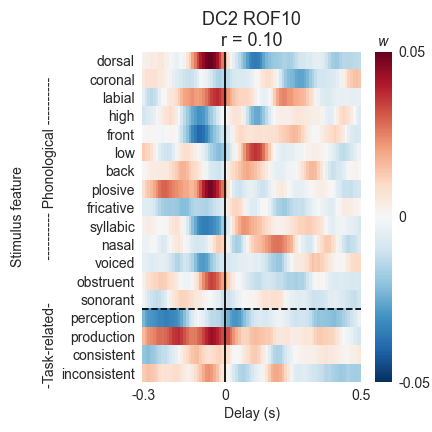 DC2 ROF10
r = 0.10
w
dorsal
coronal
labial
high
front
low
back
plosive
fricative
syllabic
nasal
voiced
obstruent
sonorant
perception
production
consistent
inconsistent
Stimulus feature
---------- Phonological ----------
-Task-related-
0.05
0
-0.05
-0.3 0 0.5
Delay (s)